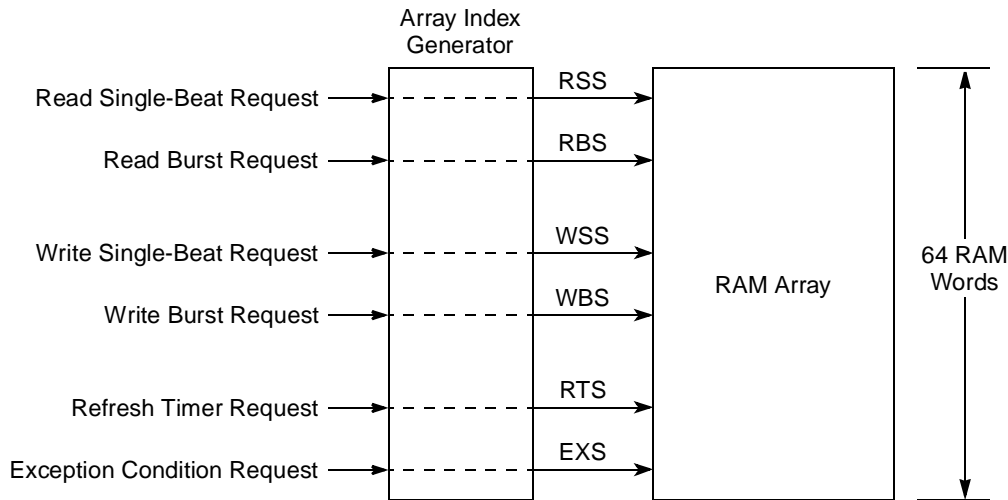 Array Index
Generator
Read Single-Beat Request
RSS
Read Burst Request
RBS
Write Single-Beat Request
WSS
Write Burst Request
WBS
Refresh Timer Request
RTS
Exception Condition Request
EXS
RAM Array
64 RAM
Words